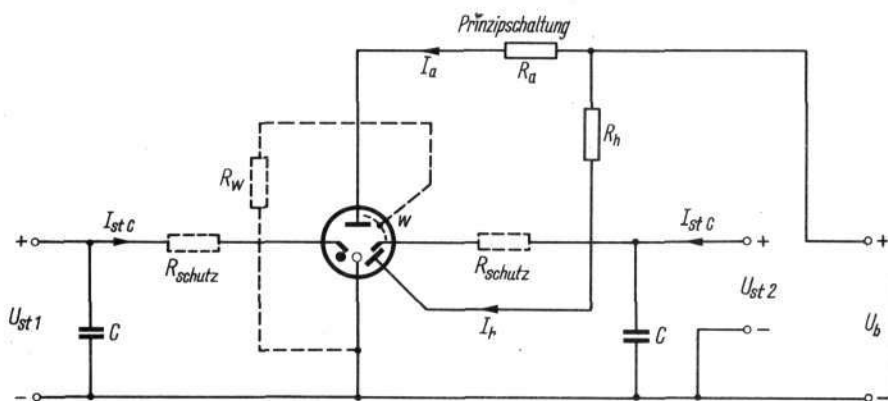 Prinzipschaltung
I_a
R_a
R_h
R_w
w
+
I_st C
R_schutz
R_schutz
I_st C
+
+
U_st 1
C
I_h
C
U_st 2
-
U_b
-
-